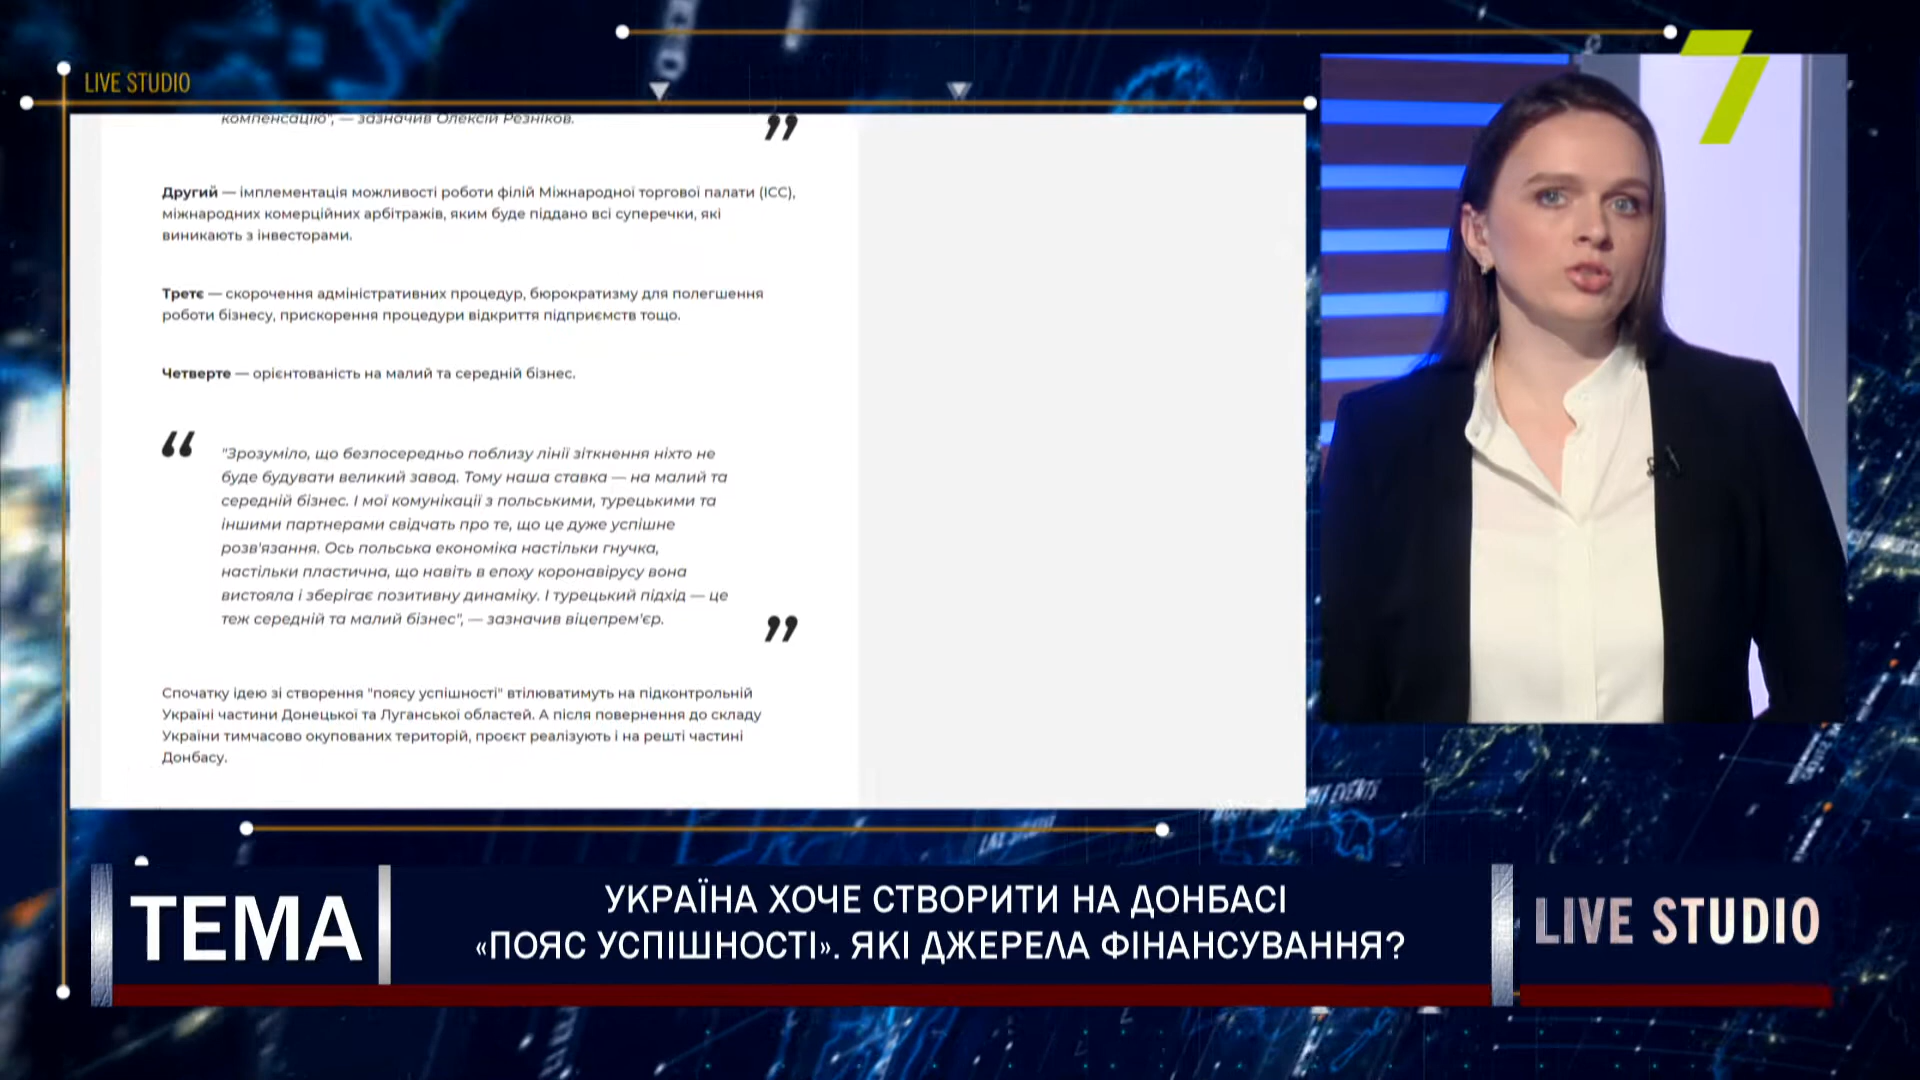 LIVE STUDIO
7
компенсацію", — зазначив Олексій Резніков.
”
Другий — імплементація можливості роботи філій Міжнародної торгової палати (ICC),
міжнародних комерційних арбітражів, яким буде піддано всі суперечки, які
виникають з інвесторами.
Третє — скорочення адміністративних процедур, бюрократизму для полегшення
роботи бізнесу, прискорення процедури відкриття підприємств тощо.
Четверте — орієнтованість на малий та середній бізнес.
“
"Зрозуміло, що безпосередньо поблизу лінії зіткнення ніхто не
буде будувати великий завод. Тому наша ставка — на малий та
середній бізнес. І мої комунікації з польськими, турецькими та
іншими партнерами свідчать про те, що це дуже успішне
розв'язання. Ось польська економіка настільки гнучка,
настільки пластична, що навіть в епоху коронавірусу вона
вистояла і зберігає позитивну динаміку. І турецький підхід — це
теж середній та малий бізнес", — зазначив віцепрем'єр.
”
Спочатку ідею зі створення "поясу успішності" втілюватимуть на підконтрольній
Україні частини Донецької та Луганської областей. А після повернення до складу
України тимчасово окупованих територій, проєкт реалізують і на решті частині
Донбасу.
ТЕМА
УКРАЇНА ХОЧЕ СТВОРИТИ НА ДОНБАСІ
«ПОЯС УСПІШНОСТІ». ЯКІ ДЖЕРЕЛА ФІНАНСУВАННЯ?
LIVE STUDIO